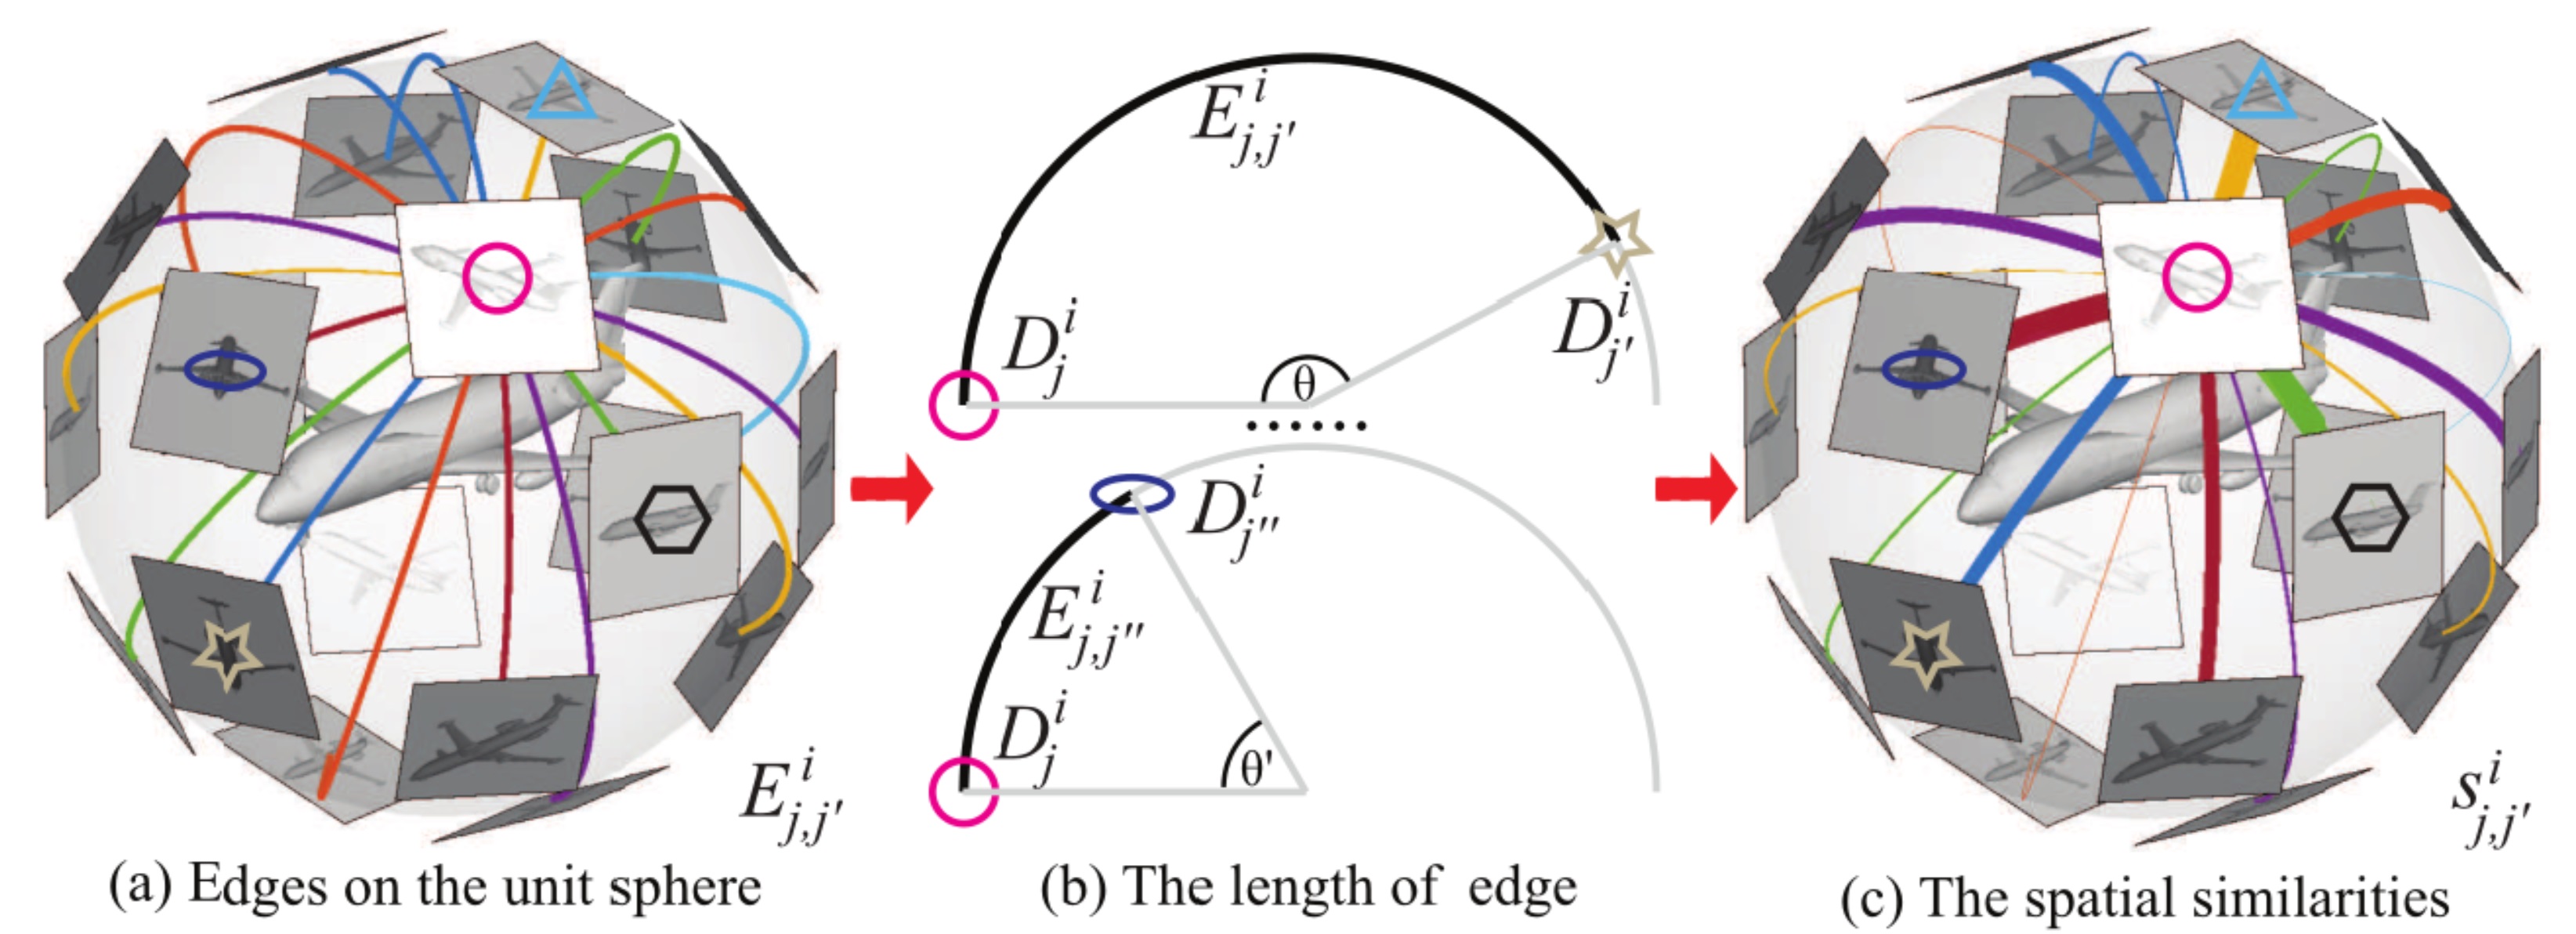 E^i_{j,j'}
D^i_j
D^i_{j'}
θ
......
D^i_{j''}
E^i_{j,j''}
D^i_j
θ'
E^i_{j,j'}
s^i_{j,j'}
(a) Edges on the unit sphere
(b) The length of edge
(c) The spatial similarities